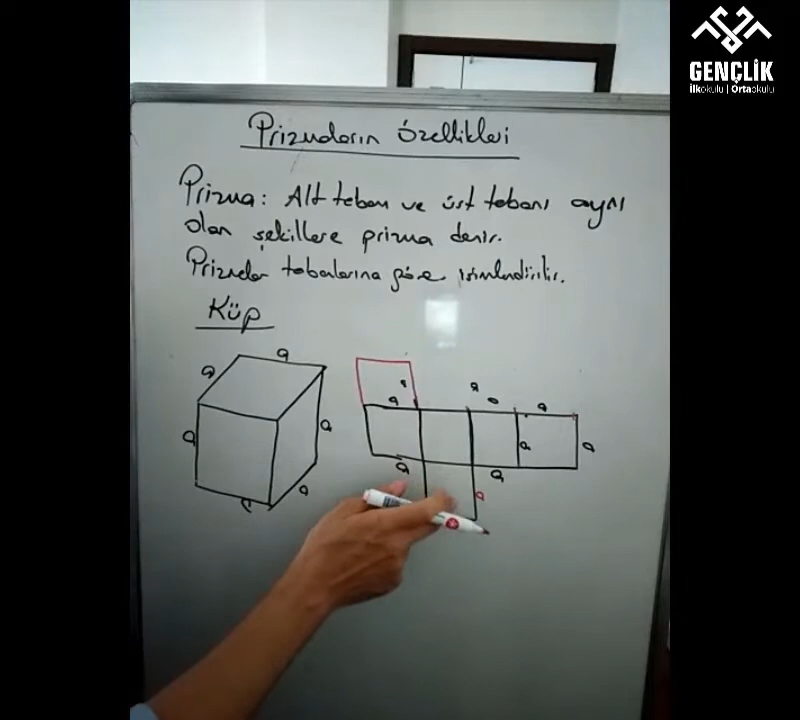 GENÇLİK
İlkokulu | Ortaokulu
Prizmaların Özellikleri
Prizma: Alt taban ve üst tabanı aynı
olan şekillere prizma denir.
Prizmalar tabanlarına göre isimlendirilir.
Küp
a
a
a
a
a
a
a
a
a
a
a
a
a
a